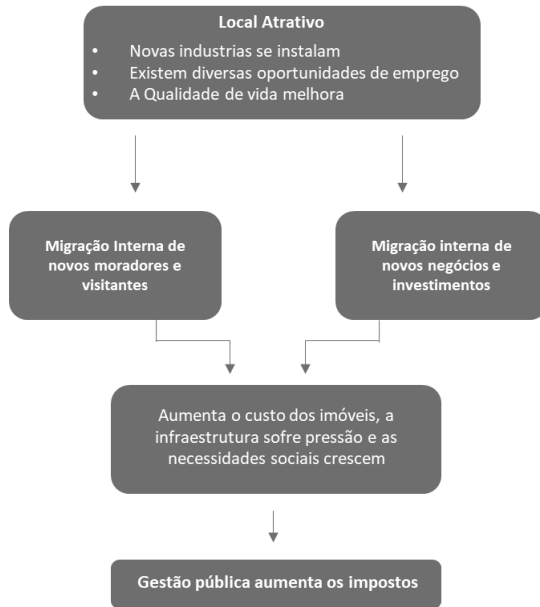 Local Atrativo
• Novas industrias se instalam
• Existem diversas oportunidades de emprego
• A Qualidade de vida melhora
Migração Interna de
novos moradores e
visitantes
Migração interna de
novos negócios e
investimentos
Aumenta o custo dos imóveis, a
infraestrutura sofre pressão e as
necessidades sociais crescem
Gestão pública aumenta os impostos